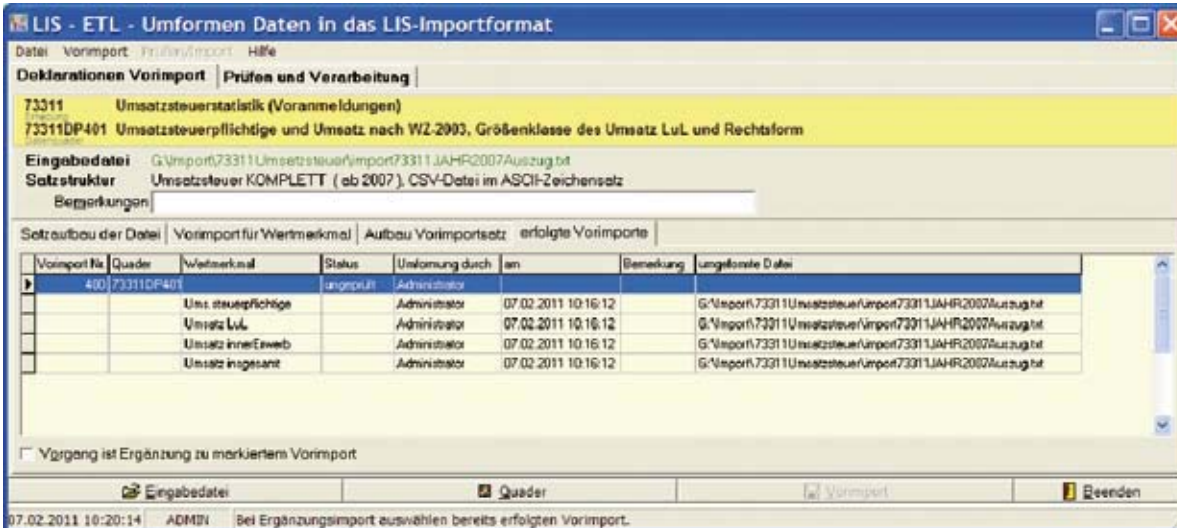 LIS - ETL - Umformen Daten in das LIS-Importformat
Datei Vorimport Prüfen/Import Hilfe
Deklarationen Vorimport Prüfen und Verarbeitung
73311 Umsatzsteuerstatistik (Voranmeldungen)
Erhebung
73311DP401 Umsatzsteuerpflichtige und Umsatz nach WZ-2003, Größenklasse des Umsatz LuL und Rechtsform
Datenquader
Eingabedatei G:\Import\73311Umsatzsteuer\import73311JAHR2007Auszug.txt
Satzstruktur Umsatzsteuer KOMPLETT ( ab 2007 ), CSV-Datei im ASCII-Zeichensatz
Bemerkungen
Satzaufbau der Datei Vorimport für Wertmerkmal Aufbau Vorimportsatz erfolgte Vorimporte
Vorimport Nr. Quader Wertmerkmal Status Umformung durch am Bemerkung umgeformte Datei
400 73311DP401 ungeprüft Administrator
Ums.steuerpflichtige Administrator 07.02.2011 10:16:12 G:\Import\73311Umsatzsteuer\import73311JAHR2007Auszug.txt
Umsatz LuL Administrator 07.02.2011 10:16:12 G:\Import\73311Umsatzsteuer\import73311JAHR2007Auszug.txt
Umsatz innerErwerb Administrator 07.02.2011 10:16:12 G:\Import\73311Umsatzsteuer\import73311JAHR2007Auszug.txt
Umsatz insgesamt Administrator 07.02.2011 10:16:12 G:\Import\73311Umsatzsteuer\import73311JAHR2007Auszug.txt
Vorgang ist Ergänzung zu markiertem Vorimport
Eingabedatei Quader Vorimport Beenden
07.02.2011 10:20:14 ADMIN Bei Ergänzungsimport auswählen bereits erfolgten Vorimport.